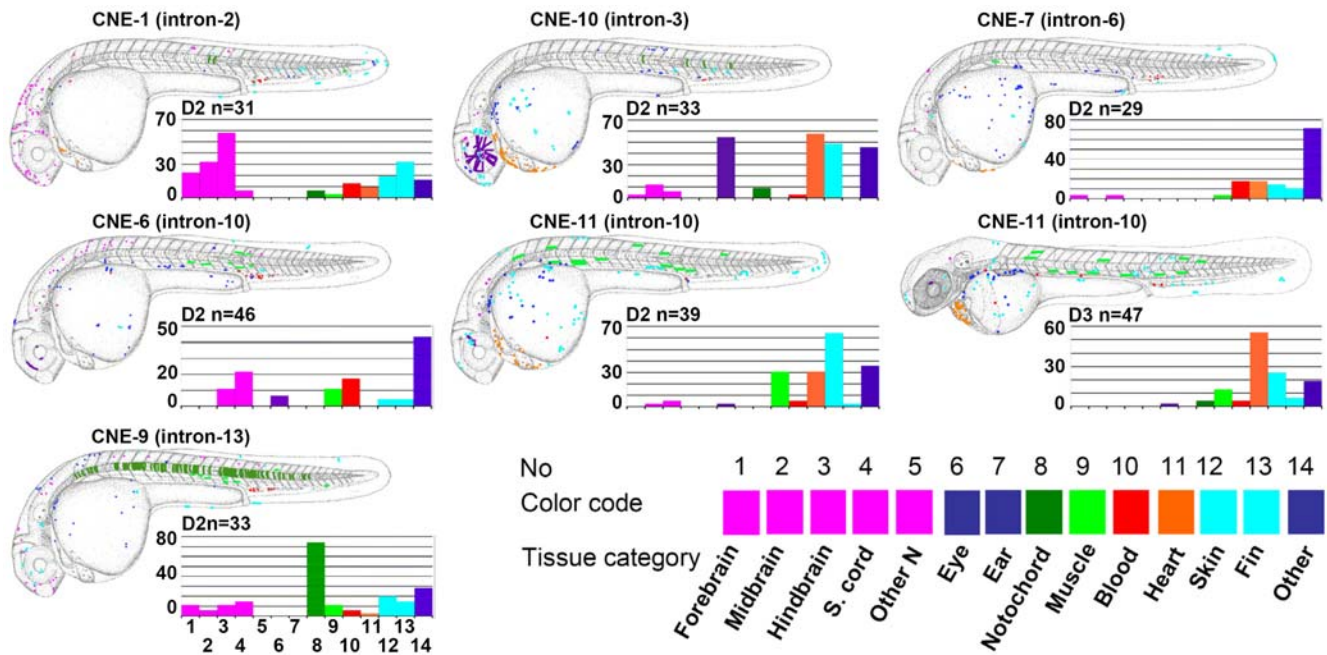 CNE-1 (intron-2)
D2 n=31
70
30
0
CNE-10 (intron-3)
D2 n=33
70
30
0
CNE-7 (intron-6)
D2 n=29
80
40
0
CNE-6 (intron-10)
D2 n=46
50
20
0
CNE-11 (intron-10)
D2 n=39
70
30
0
CNE-11 (intron-10)
D3 n=47
60
30
0
CNE-9 (intron-13)
D2n=33
80
40
0
1 3 5 7 9 11 13
2 4 6 8 10 12 14
No 1 2 3 4 5 6 7 8 9 10 11 12 13 14
Color code
Tissue category
Forebrain
Midbrain
Hindbrain
S. cord
Other N
Eye
Ear
Notochord
Muscle
Blood
Heart
Skin
Fin
Other